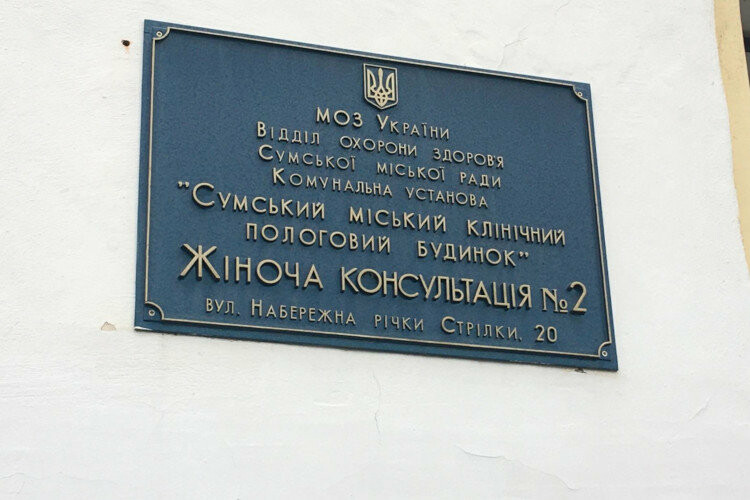 МОЗ України
Відділ охорони здоров'я
Сумської міської ради
Комунальна установа
"Сумський міський клінічний
пологовий будинок"
Жіноча консультація №2
вул. Набережна річки Стрілки, 20